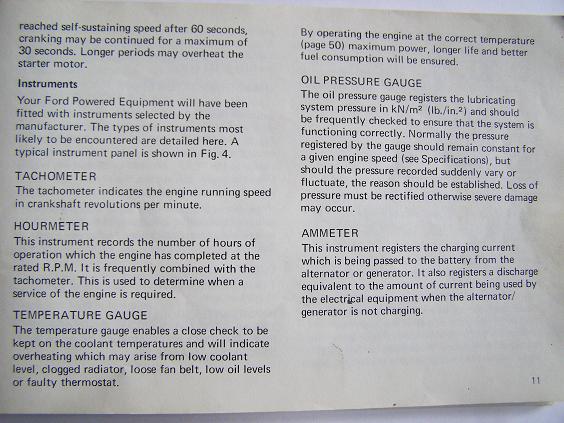 reached self-sustaining speed after 60 seconds,
cranking may be continued for a maximum of
30 seconds. Longer periods may overheat the
starter motor.
Instruments
Your Ford Powered Equipment will have been
fitted with instruments selected by the
manufacturer. The types of instruments most
likely to be encountered are detailed here. A
typical instrument panel is shown in Fig. 4.
TACHOMETER
The tachometer indicates the engine running speed
in crankshaft revolutions per minute.
HOURMETER
This instrument records the number of hours of
operation which the engine has completed at the
rated R.P.M. It is frequently combined with the
tachometer. This is used to determine when a
service of the engine is required.
TEMPERATURE GAUGE
The temperature gauge enables a close check to be
kept on the coolant temperatures and will indicate
overheating which may arise from low coolant
level, clogged radiator, loose fan belt, low oil levels
or faulty thermostat.
By operating the engine at the correct temperature
(page 50) maximum power, longer life and better
fuel consumption will be ensured.
OIL PRESSURE GAUGE
The oil pressure gauge registers the lubricating
system pressure in kN/m² (lb./in.²) and should
be frequently checked to ensure that the system is
functioning correctly. Normally the pressure
registered by the gauge should remain constant for
a given engine speed (see Specifications), but
should the pressure recorded suddenly vary or
fluctuate, the reason should be established. Loss of
pressure must be rectified otherwise severe damage
may occur.
AMMETER
This instrument registers the charging current
which is being passed to the battery from the
alternator or generator. It also registers a discharge
equivalent to the amount of current being used by
the electrical equipment when the alternator/
generator is not charging.
11